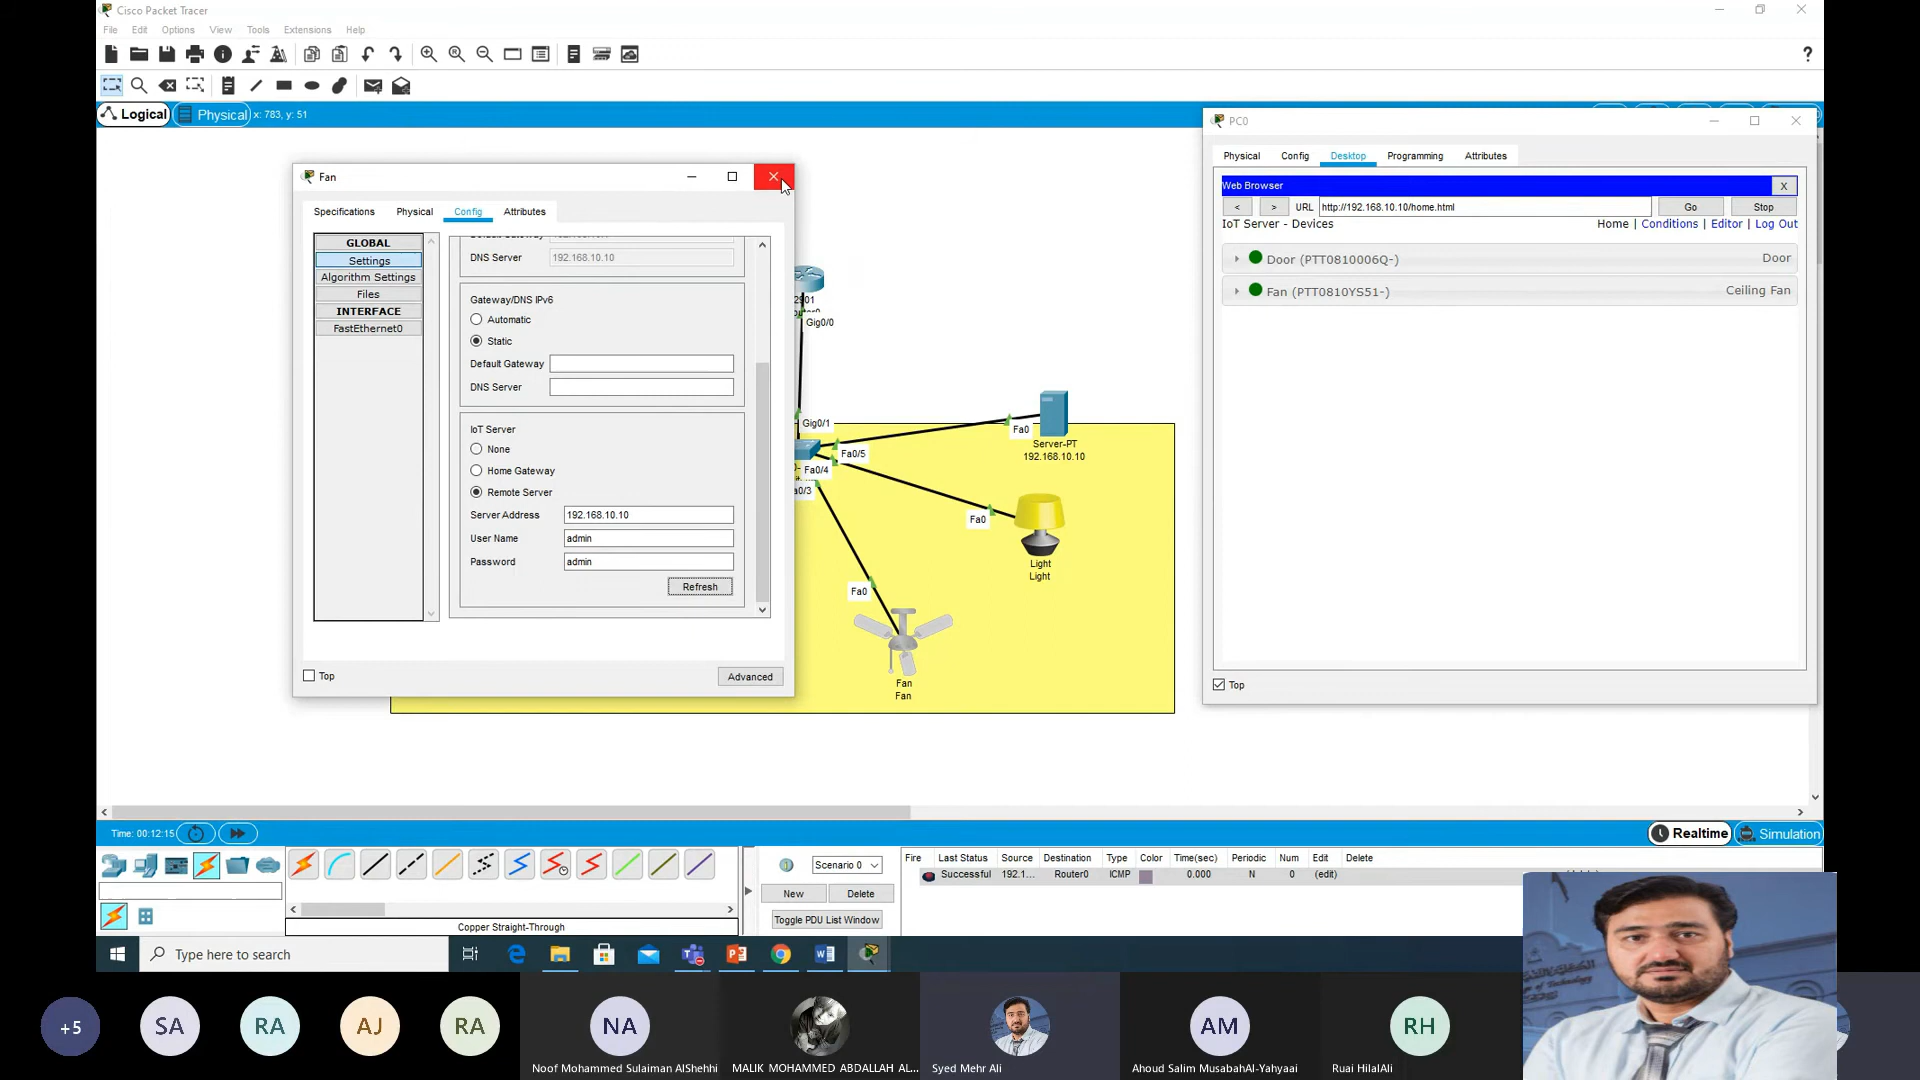 Cisco Packet Tracer
File Edit Options View Tools Extensions Help
?
Logical Physical x: 783, y: 51
Fan
Specifications Physical Config Attributes
GLOBAL
Settings
Algorithm Settings
Files
INTERFACE
FastEthernet0
DNS Server 192.168.10.10
Gateway/DNS IPv6
Automatic
Static
Default Gateway
DNS Server
IoT Server
None
Home Gateway
Remote Server
Server Address 192.168.10.10
User Name admin
Password admin
Refresh
Top
Advanced
Gig0/0
Gig0/1
Fa0/5
Fa0/4
Fa0
Server-PT
192.168.10.10
Fa0
Light
Light
Fa0
Fan
Fan
PC0
Physical Config Desktop Programming Attributes
Web Browser X
< > URL http://192.168.10.10/home.html Go Stop
IoT Server - Devices Home | Conditions | Editor | Log Out
Door (PTT0810006Q-) Door
Fan (PTT0810YS51-) Ceiling Fan
Top
Time: 00:12:15
Realtime Simulation
Scenario 0
New Delete
Toggle PDU List Window
Copper Straight-Through
Fire Last Status Source Destination Type Color Time(sec) Periodic Num Edit Delete
Successful 192.1... Router0 ICMP 0.000 N 0 (edit)
Type here to search
+5 SA RA AJ RA NA AM RH
Noof Mohammed Sulaiman AlShehhi MALIK MOHAMMED ABDALLAH AL... Syed Mehr Ali Ahoud Salim MusabahAl-Yahyaai Ruai HilalAli